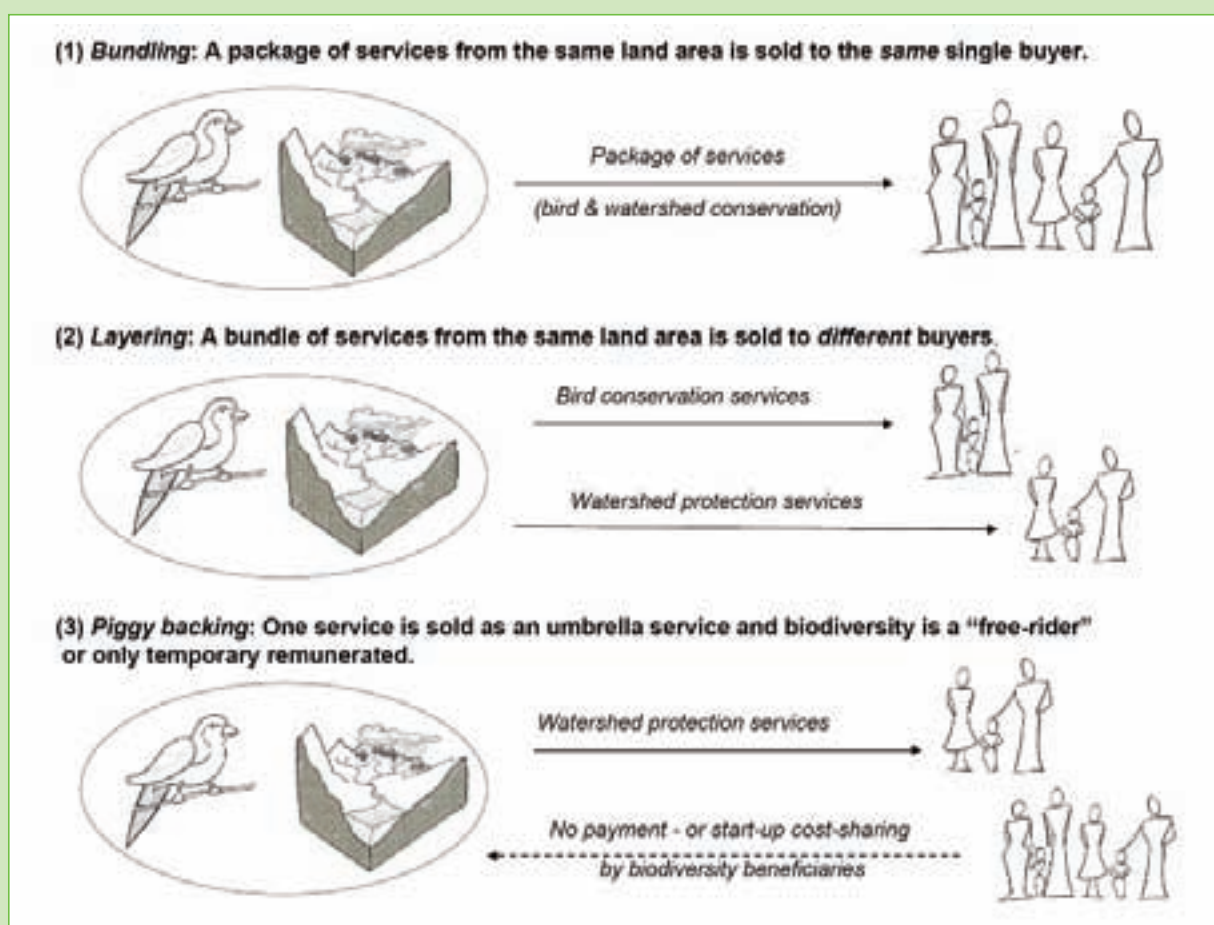 (1) Bundling: A package of services from the same land area is sold to the same single buyer.
Package of services
(bird & watershed conservation)
(2) Layering: A bundle of services from the same land area is sold to different buyers.
Bird conservation services
Watershed protection services
(3) Piggy backing: One service is sold as an umbrella service and biodiversity is a “free-rider”
or only temporary remunerated.
Watershed protection services
No payment - or start-up cost-sharing
by biodiversity beneficiaries